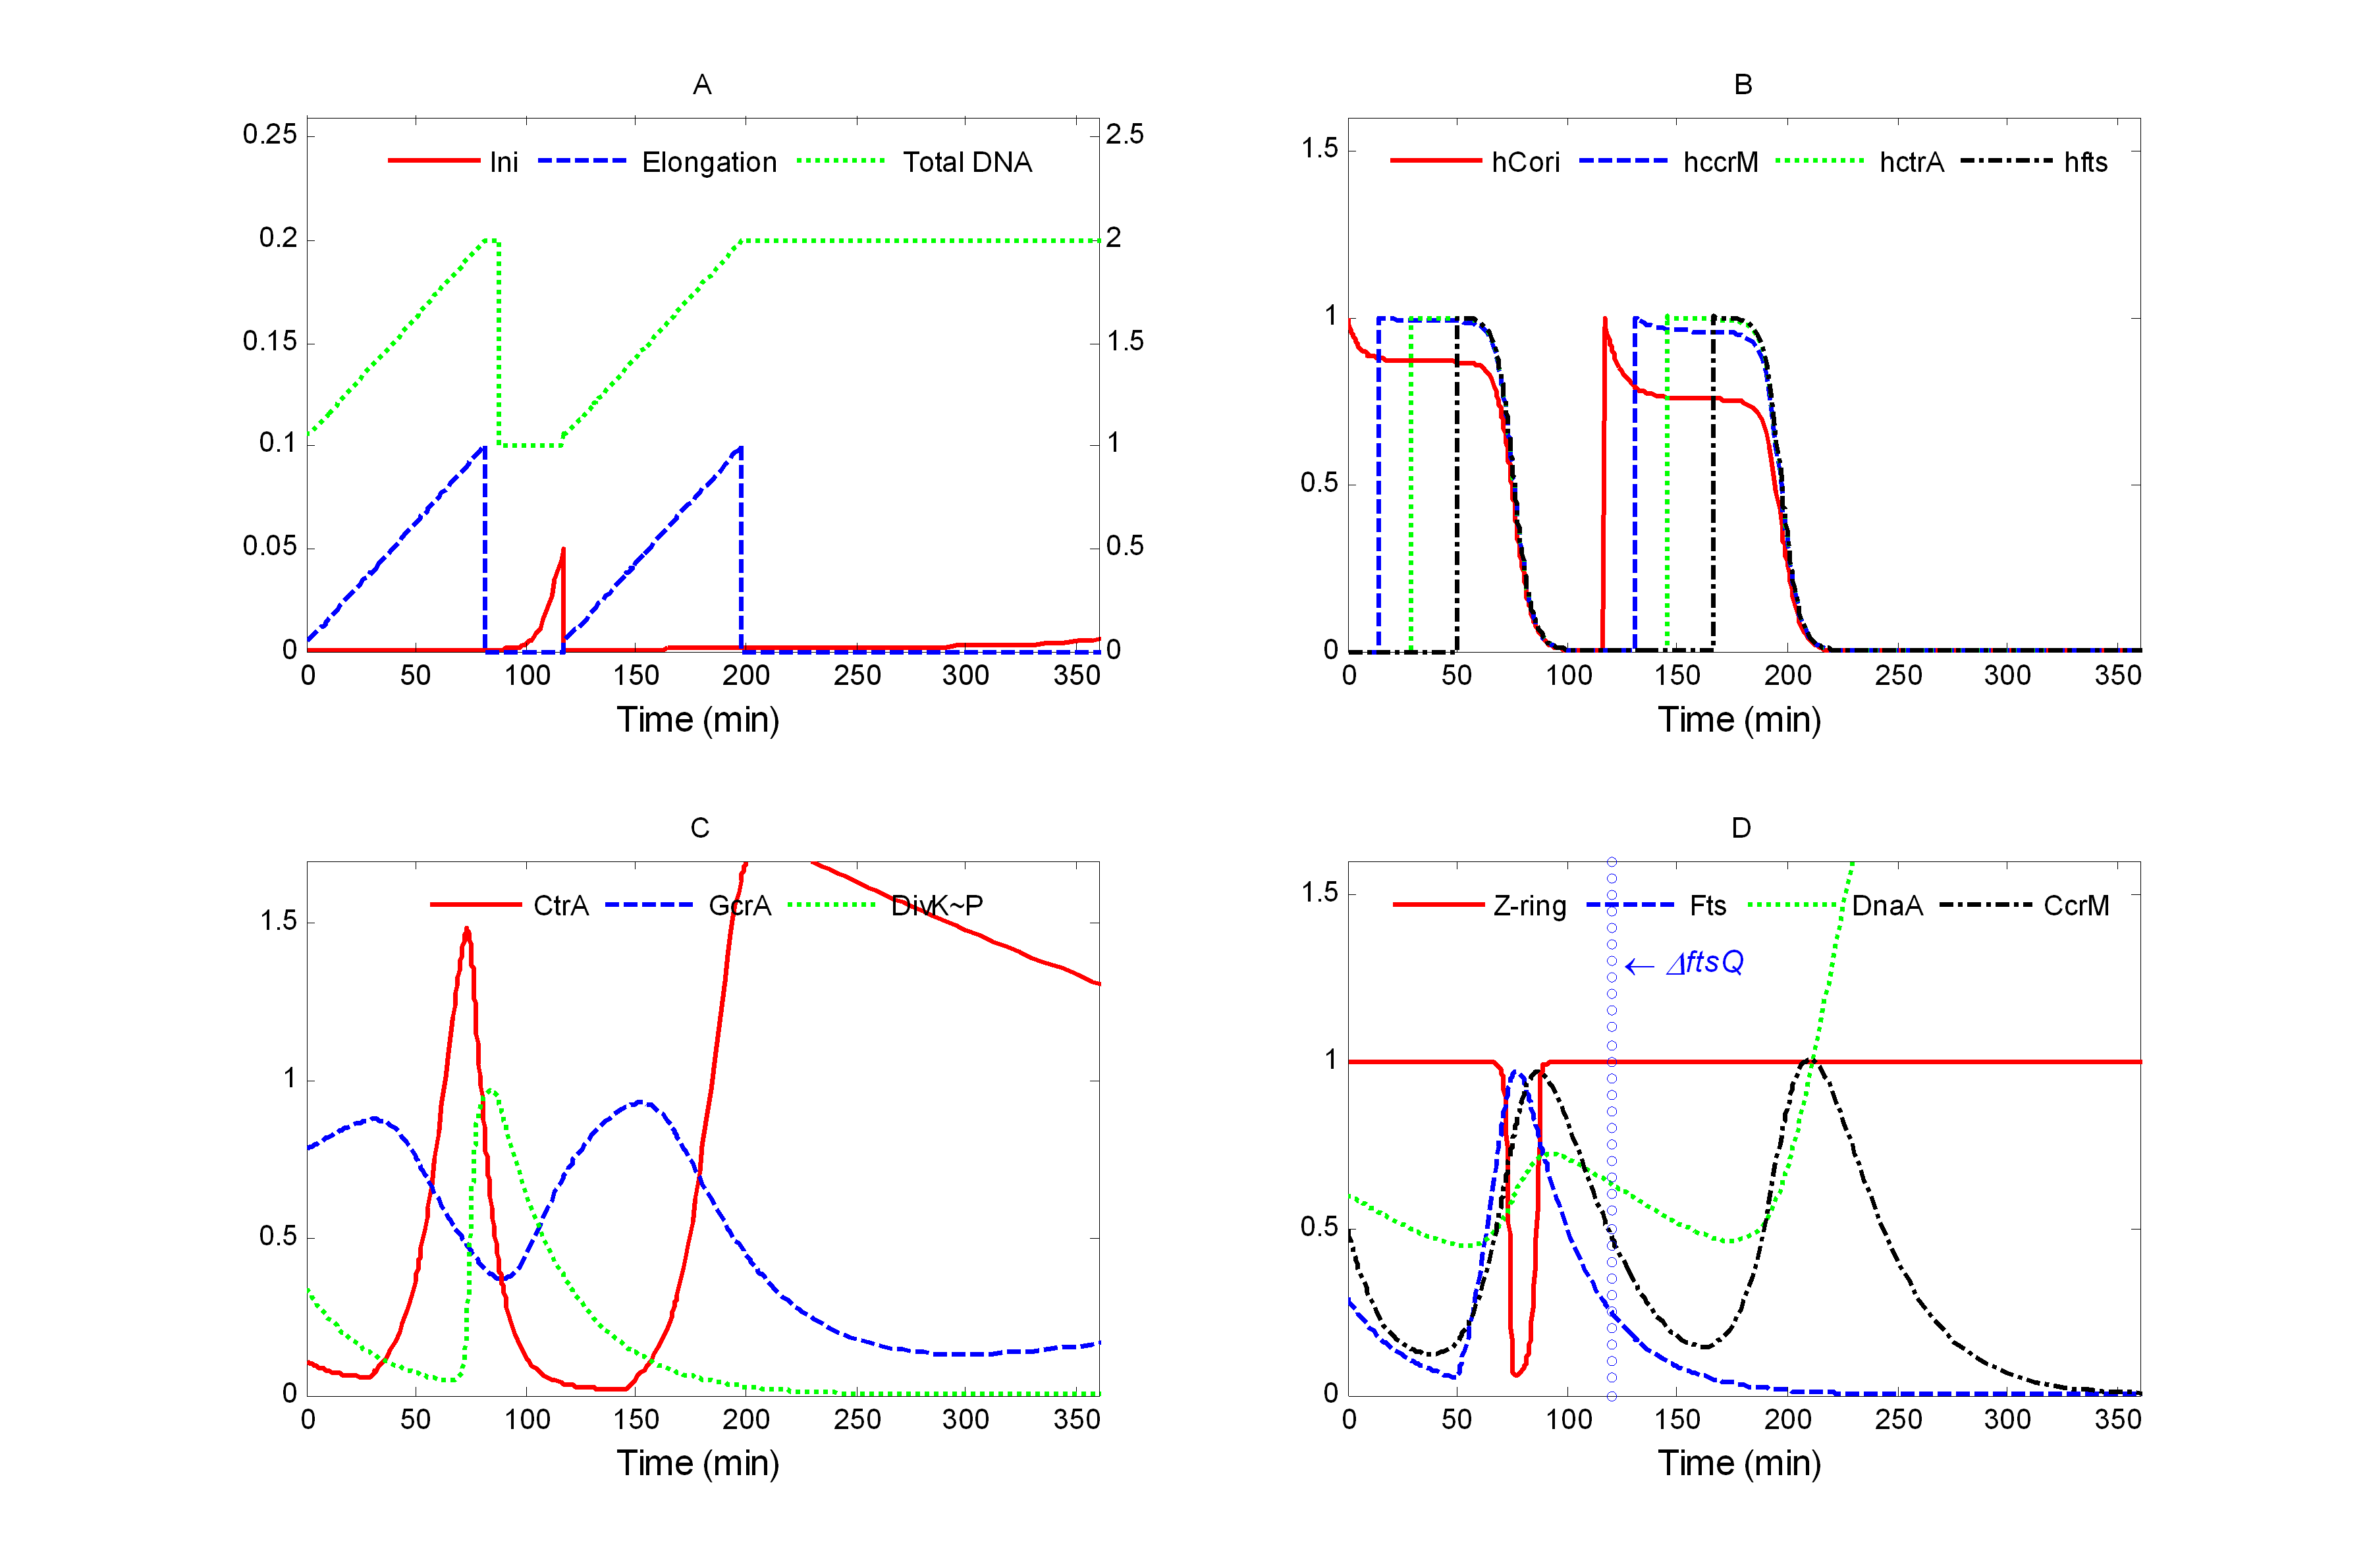 A
0.25 2.5
Ini Elongation Total DNA
0.2 2
0.15 1.5
0.1 1
0.05 0.5
0 0
0 50 100 150 200 250 300 350
Time (min)
B
1.5
hCori hccrM hctrA hfts
1
0.5
0
0 50 100 150 200 250 300 350
Time (min)
C
CtrA GcrA DivK~P
1.5
1
0.5
0
0 50 100 150 200 250 300 350
Time (min)
D
1.5
Z-ring Fts DnaA CcrM
← ΔftsQ
1
0.5
0
0 50 100 150 200 250 300 350
Time (min)